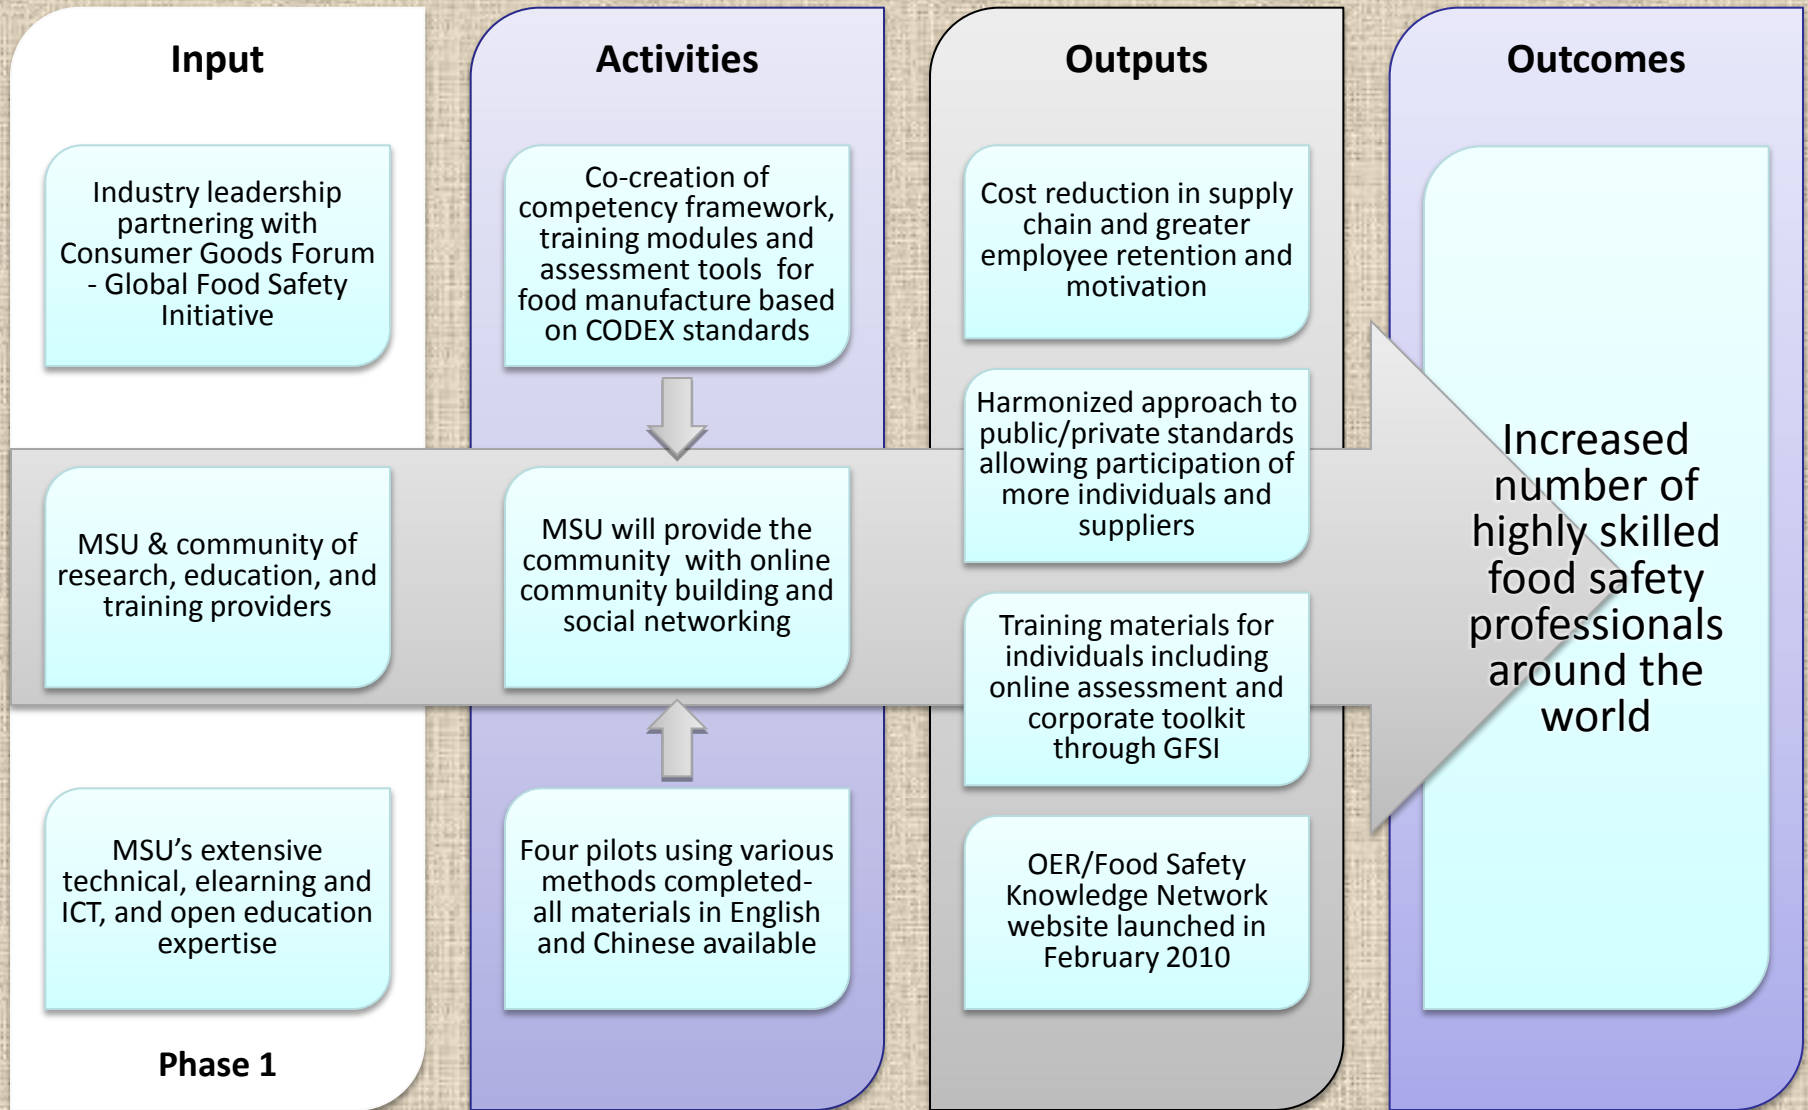 Input
Industry leadership
partnering with
Consumer Goods Forum
- Global Food Safety
Initiative
MSU & community of
research, education, and
training providers
MSU’s extensive
technical, elearning and
ICT, and open education
expertise
Phase 1
Activities
Co-creation of
competency framework,
training modules and
assessment tools for
food manufacture based
on CODEX standards
MSU will provide the
community with online
community building and
social networking
Four pilots using various
methods completed-
all materials in English
and Chinese available
Outputs
Cost reduction in supply
chain and greater
employee retention and
motivation
Harmonized approach to
public/private standards
allowing participation of
more individuals and
suppliers
Training materials for
individuals including
online assessment and
corporate toolkit
through GFSI
OER/Food Safety
Knowledge Network
website launched in
February 2010
Outcomes
Increased
number of
highly skilled
food safety
professionals
around the
world